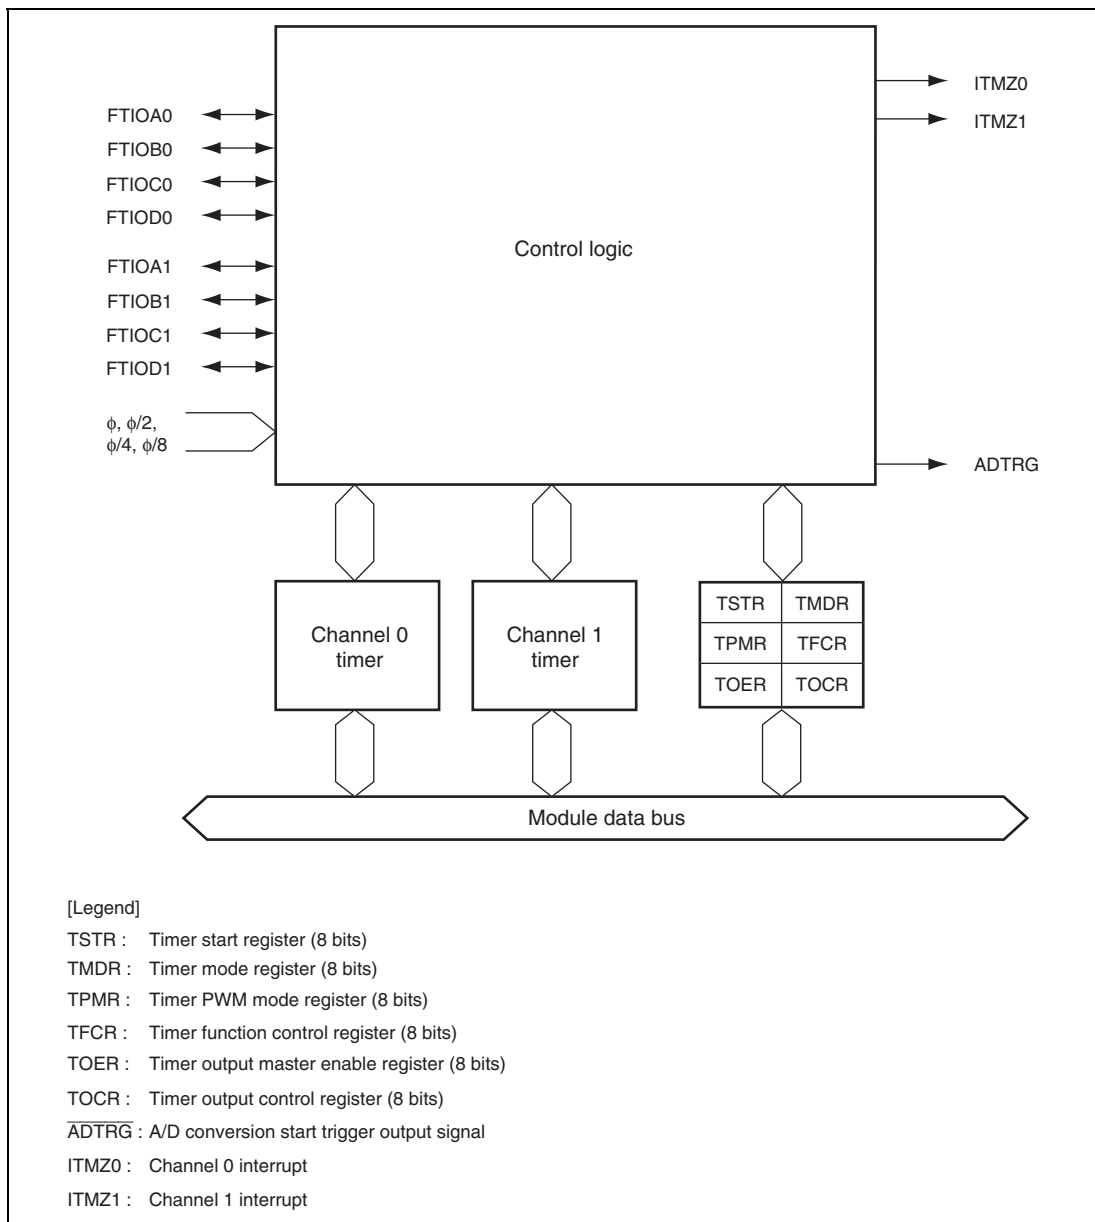 FTIOA0
FTIOB0
FTIOC0
FTIOD0
FTIOA1
FTIOB1
FTIOC1
FTIOD1
ϕ, ϕ/2,
ϕ/4, ϕ/8
Control logic
ITMZ0
ITMZ1
ADTRG
Channel 0
timer
Channel 1
timer
TSTR TMDR
TPMR TFCR
TOER TOCR
Module data bus
[Legend]
TSTR : Timer start register (8 bits)
TMDR : Timer mode register (8 bits)
TPMR : Timer PWM mode register (8 bits)
TFCR : Timer function control register (8 bits)
TOER : Timer output master enable register (8 bits)
TOCR : Timer output control register (8 bits)
A̅D̅T̅R̅G̅ : A/D conversion start trigger output signal
ITMZ0 : Channel 0 interrupt
ITMZ1 : Channel 1 interrupt